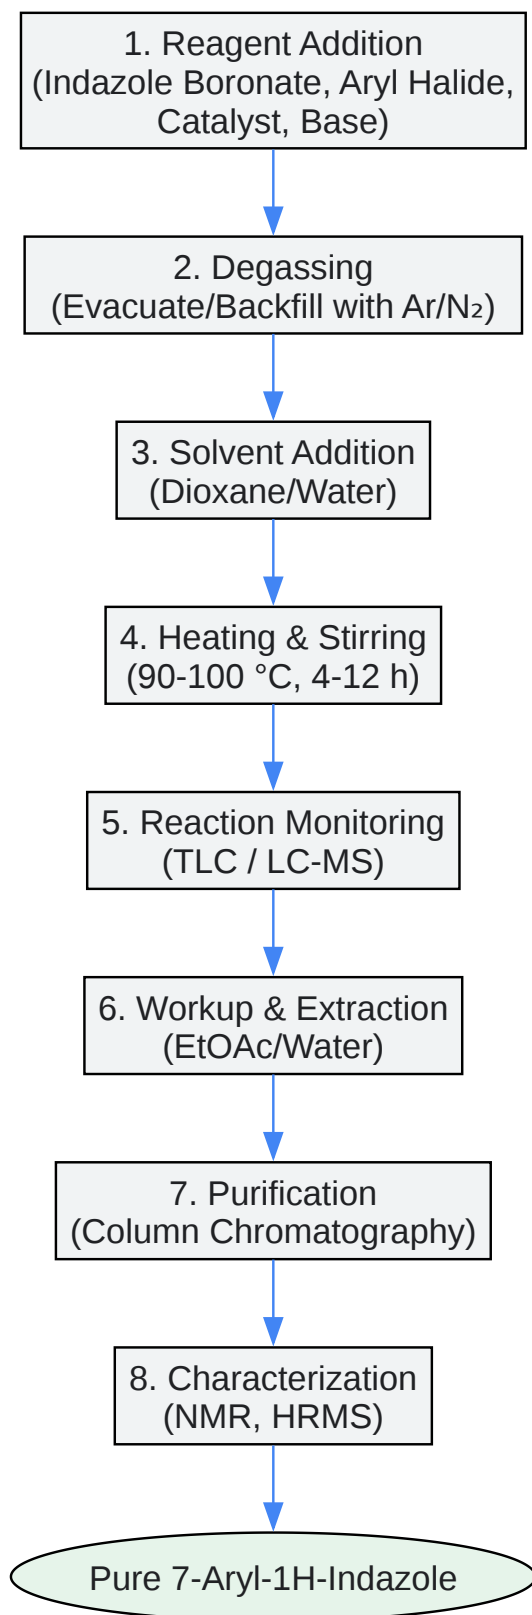 1. Reagent Addition
(Indazole Boronate, Aryl Halide,
Catalyst, Base)
2. Degassing
(Evacuate/Backfill with Ar/N₂)
3. Solvent Addition
(Dioxane/Water)
4. Heating & Stirring
(90-100 °C, 4-12 h)
5. Reaction Monitoring
(TLC / LC-MS)
6. Workup & Extraction
(EtOAc/Water)
7. Purification
(Column Chromatography)
8. Characterization
(NMR, HRMS)
Pure 7-Aryl-1H-Indazole